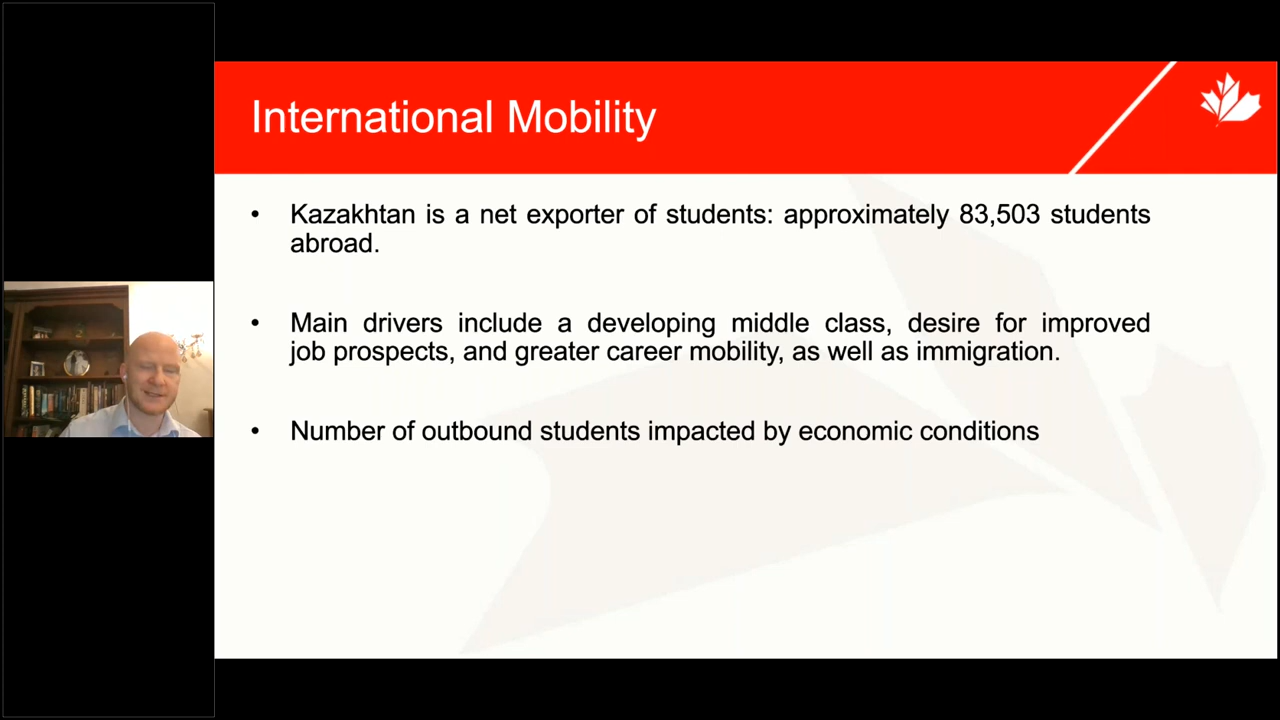 International Mobility
• Kazakhtan is a net exporter of students: approximately 83,503 students
abroad.
• Main drivers include a developing middle class, desire for improved
job prospects, and greater career mobility, as well as immigration.
• Number of outbound students impacted by economic conditions